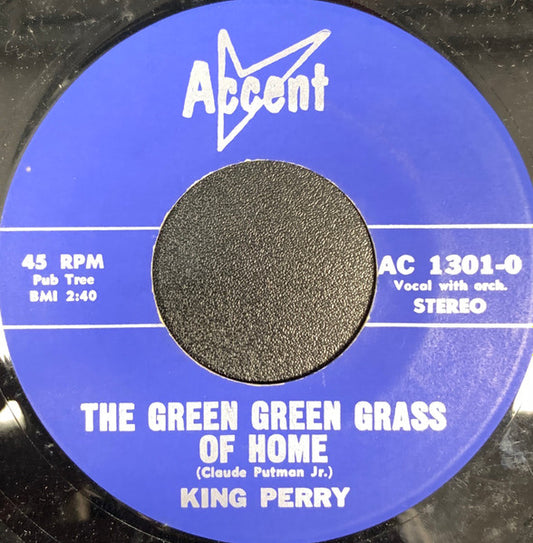 Accent
45 RPM
Pub Tree
BMI 2:40
AC 1301-0
Vocal with orch.
STEREO
THE GREEN GREEN GRASS
OF HOME
(Claude Putman Jr.)
KING PERRY